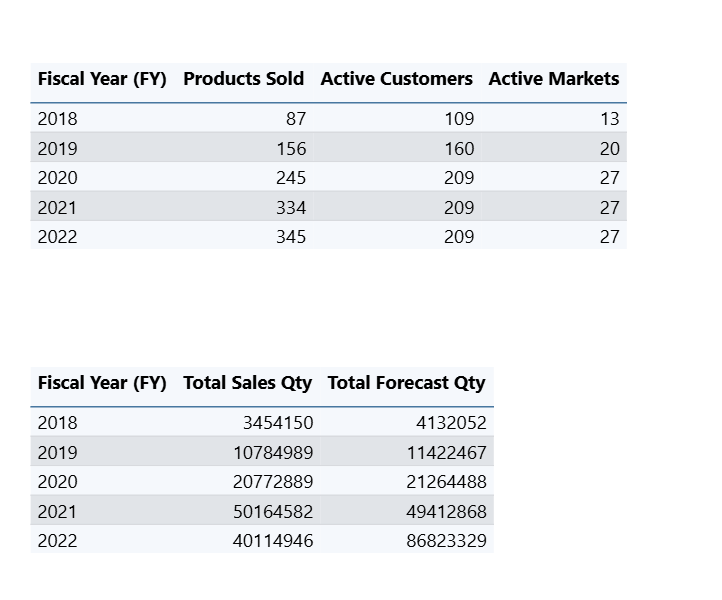 Fiscal Year (FY) Products Sold Active Customers Active Markets
2018 87 109 13
2019 156 160 20
2020 245 209 27
2021 334 209 27
2022 345 209 27
Fiscal Year (FY) Total Sales Qty Total Forecast Qty
2018 3454150 4132052
2019 10784989 11422467
2020 20772889 21264488
2021 50164582 49412868
2022 40114946 86823329